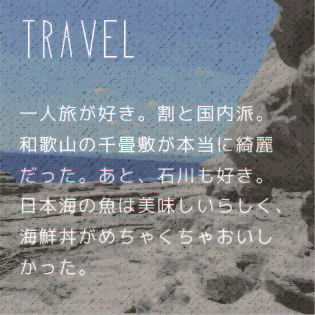 TRAVEL
一人旅が好き。割と国内派。
和歌山の千畳敷が本当に綺麗
だった。あと、石川も好き。
日本海の魚は美味しいらしく、
海鮮丼がめちゃくちゃおいし
かった。